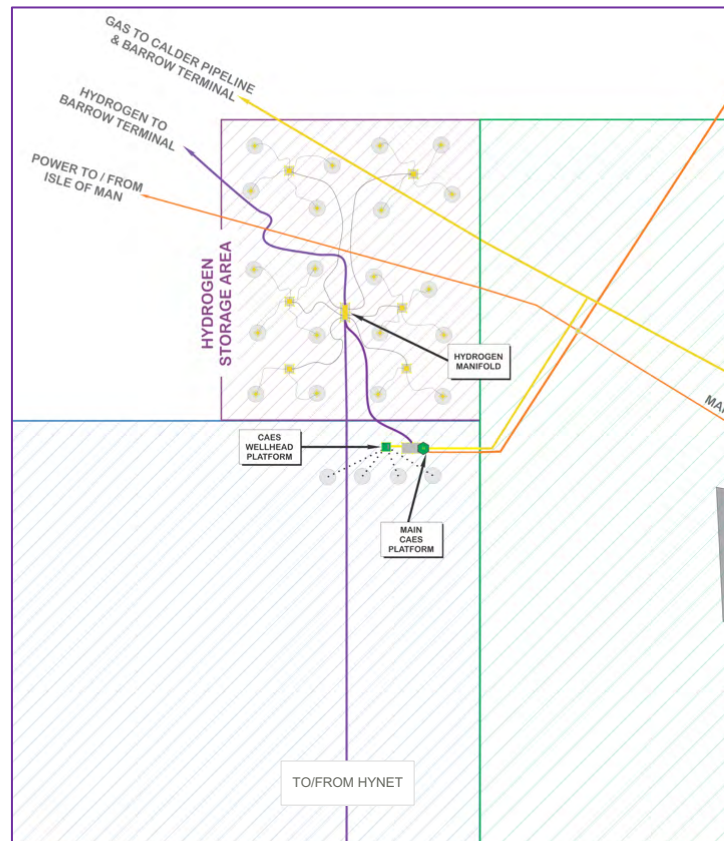 GAS TO CALDER PIPELINE
& BARROW TERMINAL
HYDROGEN TO
BARROW TERMINAL
POWER TO / FROM
ISLE OF MAN
HYDROGEN
STORAGE AREA
HYDROGEN
MANIFOLD
CAES
WELLHEAD
PLATFORM
MAIN
CAES
PLATFORM
TO/FROM HYNET